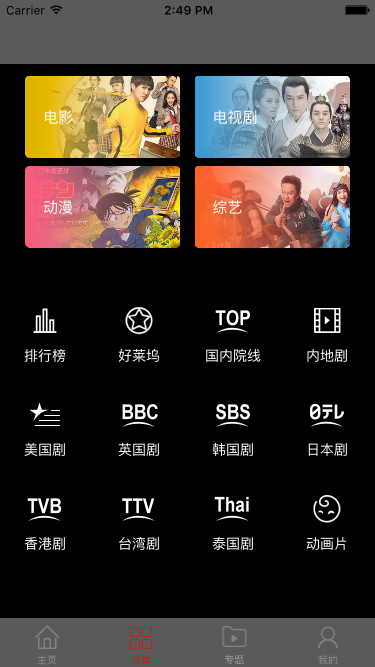 Carrier 2:49 PM
电影 电视剧
动漫 综艺
TOP
排行榜 好莱坞 国内院线 内地剧
BBC SBS 日テレ
美国剧 英国剧 韩国剧 日本剧
TVB TTV Thai
香港剧 台湾剧 泰国剧 动画片
主页 分类 专题 我的